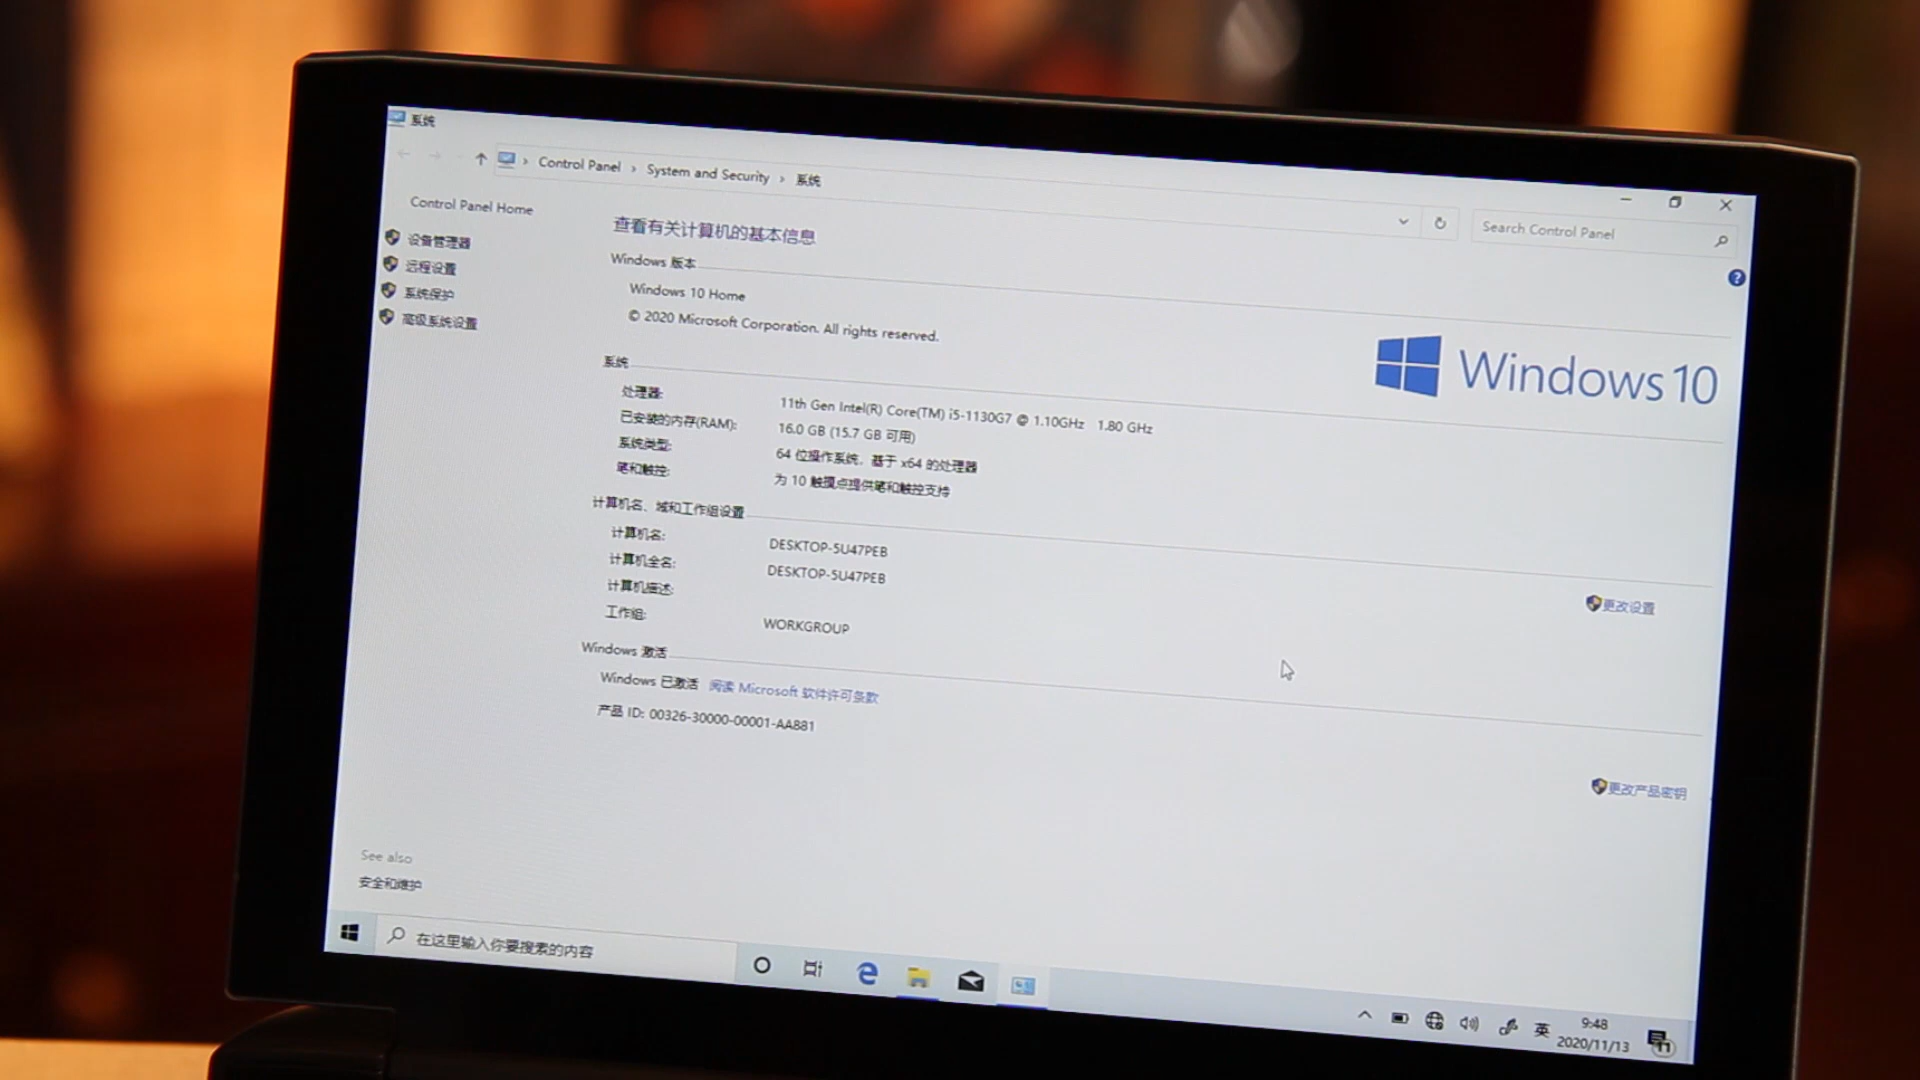 系统
Control Panel › System and Security › 系统
Search Control Panel
Control Panel Home
设备管理器
远程设置
系统保护
高级系统设置
查看有关计算机的基本信息
Windows 版本
Windows 10 Home
© 2020 Microsoft Corporation. All rights reserved.
Windows 10
系统
处理器: 11th Gen Intel(R) Core(TM) i5-1130G7 @ 1.10GHz 1.80 GHz
已安装的内存(RAM): 16.0 GB (15.7 GB 可用)
系统类型: 64 位操作系统, 基于 x64 的处理器
笔和触控: 为 10 触摸点提供笔和触控支持
计算机名、域和工作组设置
计算机名: DESKTOP-5U47PEB
更改设置
计算机全名: DESKTOP-5U47PEB
计算机描述:
工作组: WORKGROUP
Windows 激活
Windows 已激活 阅读 Microsoft 软件许可条款
产品 ID: 00326-30000-00001-AA881
更改产品密钥
See also
安全和维护
在这里输入你要搜索的内容
英
9:48
2020/11/13
11